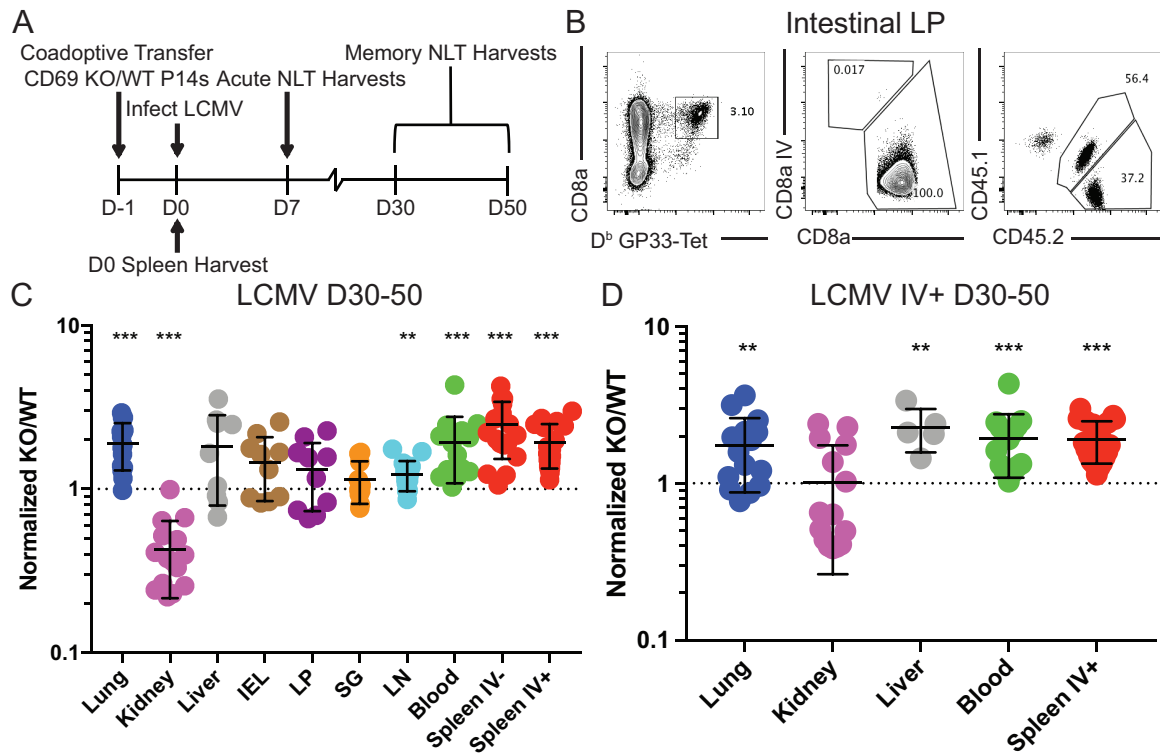 A
Coadoptive Transfer
CD69 KO/WT P14s Acute NLT Harvests
Memory NLT Harvests
Infect LCMV
D-1
D0
D7
D30
D50
D0 Spleen Harvest
B
Intestinal LP
CD8a
3.10
Dᵇ GP33-Tet
CD8a IV
0.017
100.0
CD8a
CD45.1
56.4
37.2
CD45.2
C
LCMV D30-50
Normalized KO/WT
10
1
0.1
*** *** ** *** *** ***
Lung
Kidney
Liver
IEL
LP
SG
LN
Blood
Spleen IV-
Spleen IV+
D
LCMV IV+ D30-50
Normalized KO/WT
10
1
0.1
** ** *** ***
Lung
Kidney
Liver
Blood
Spleen IV+